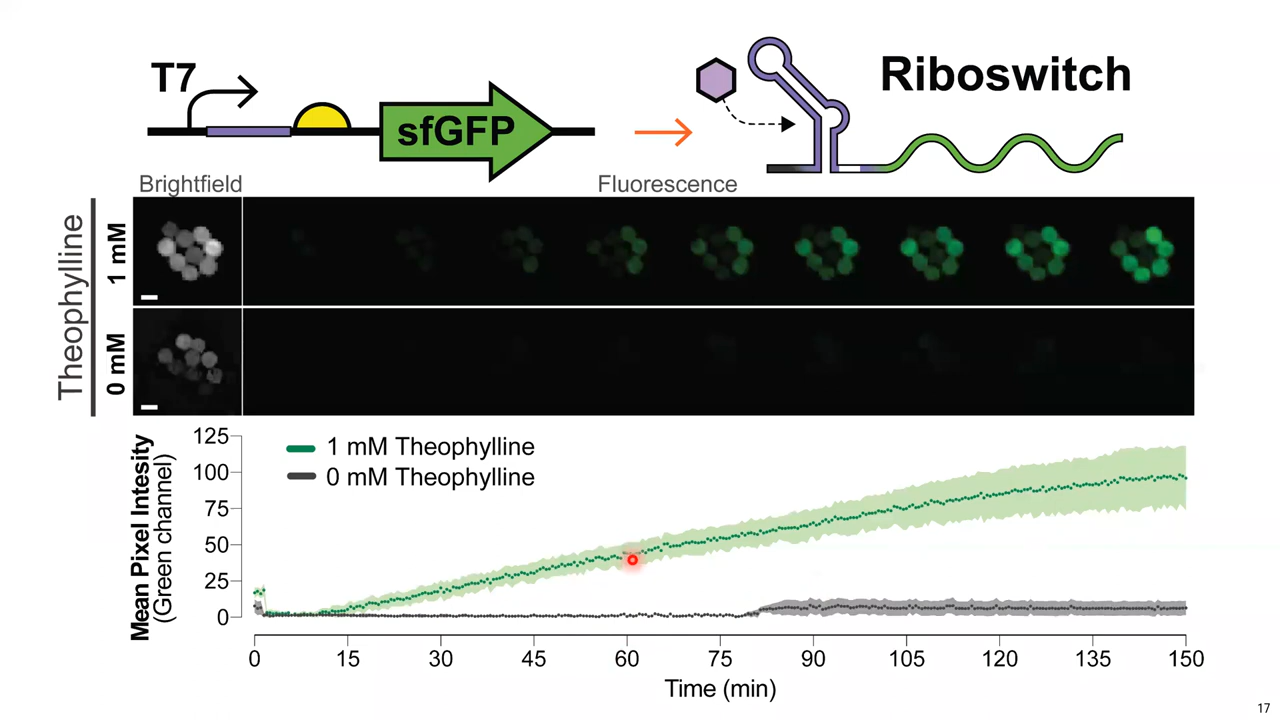 T7
sfGFP
Riboswitch
Brightfield
Fluorescence
Theophylline
1 mM
0 mM
Mean Pixel Intesity
(Green channel)
125
100
75
50
25
0
1 mM Theophylline
0 mM Theophylline
0 15 30 45 60 75 90 105 120 135 150
Time (min)
17